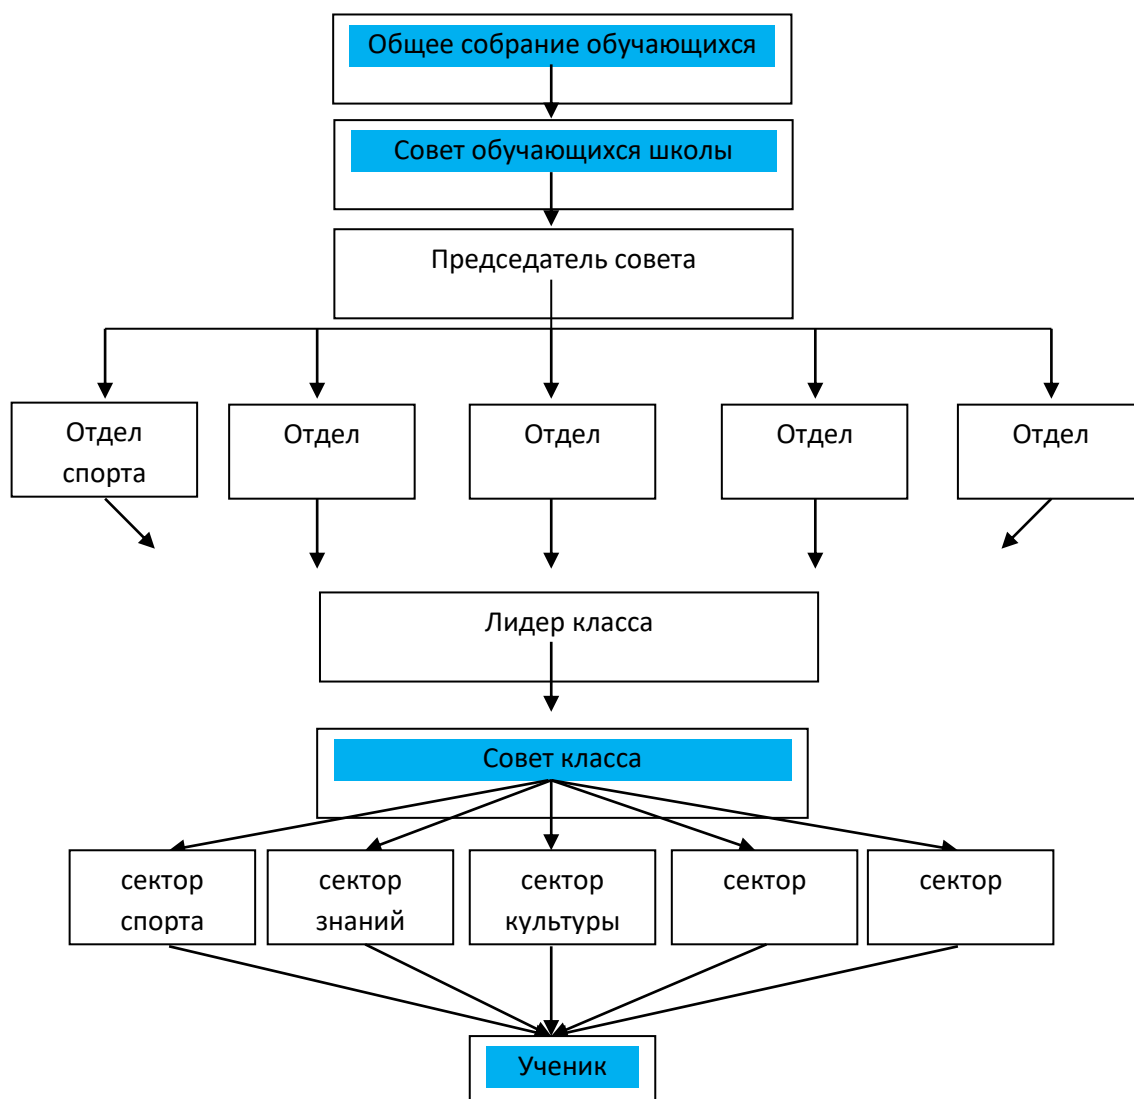 Общее собрание обучающихся
Совет обучающихся школы
Председатель совета
Отдел
спорта
Отдел
Отдел
Отдел
Отдел
Лидер класса
Совет класса
сектор
спорта
сектор
знаний
сектор
культуры
сектор
сектор
Ученик